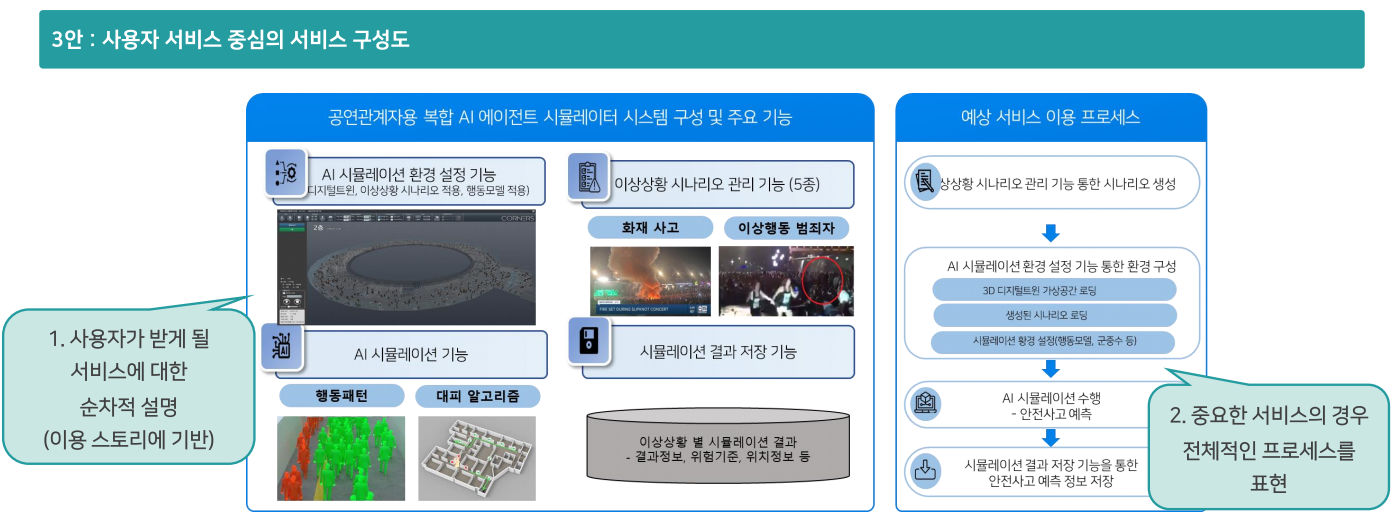 3안 : 사용자 서비스 중심의 서비스 구성도
공연관계자용 복합 AI 에이전트 시뮬레이터 시스템 구성 및 주요 기능
AI 시뮬레이션 환경 설정 기능
디지털트윈, 이상상황 시나리오 적용, 행동모델 적용)
CORNERS
2층
이상상황 시나리오 관리 기능 (5종)
화재 사고
이상행동 범죄자
FIRE SET DURING SLIPKNOT CONCERT
AI 시뮬레이션 기능
행동패턴
대피 알고리즘
시뮬레이션 결과 저장 기능
이상상황 별 시뮬레이션 결과
- 결과정보, 위험기준, 위치정보 등
예상 서비스 이용 프로세스
상상황 시나리오 관리 기능 통한 시나리오 생성
AI 시뮬레이션 환경 설정 기능 통한 환경 구성
3D 디지털트윈 가상공간 로딩
생성된 시나리오 로딩
시뮬레이션 황경 설정(행동모델, 군중수 등)
AI 시뮬레이션 수행
- 안전사고 예측
시뮬레이션 결과 저장 기능을 통한
안전사고 예측 정보 저장
1. 사용자가 받게 될
서비스에 대한
순차적 설명
(이용 스토리에 기반)
2. 중요한 서비스의 경우
전체적인 프로세스를
표현